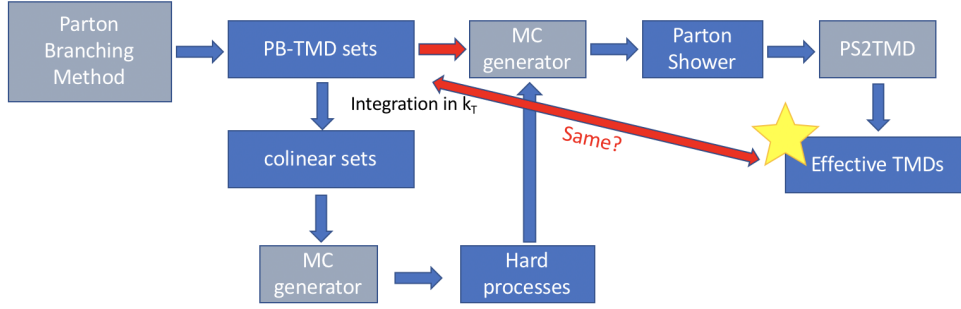 Parton
Branching
Method
PB-TMD sets
MC
generator
Parton
Shower
PS2TMD
Integration in kT
Same?
colinear sets
Effective TMDs
MC
generator
Hard
processes